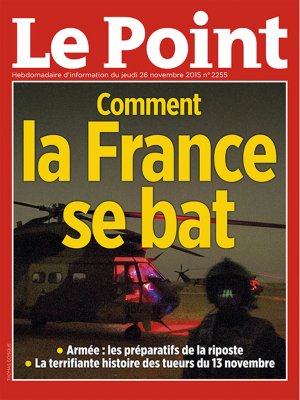 Le Point
Hebdomadaire d'information du jeudi 26 novembre 2015 n° 2255
Comment
la France
se bat
• Armée : les préparatifs de la riposte
• La terrifiante histoire des tueurs du 13 novembre